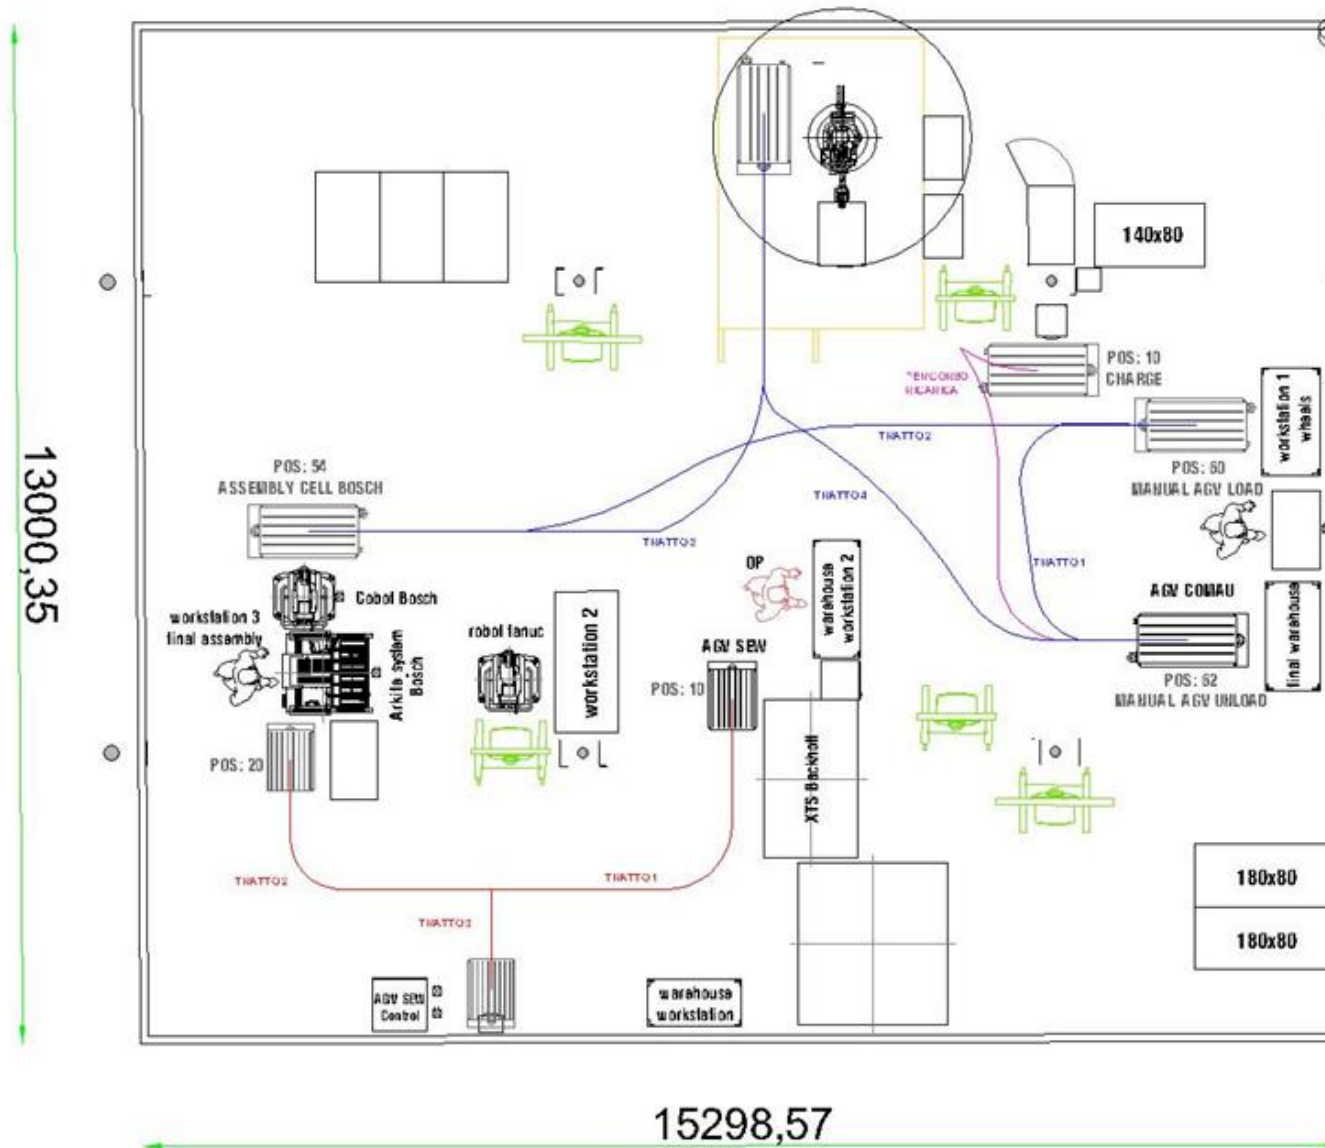 140x80
POS: 10
CHARGE
PERCORSO
RICARICA
workstation 1
wheels
TRATTO2
POS: 54
ASSEMBLY CELL BOSCH
POS: 60
MANUAL AGV LOAD
TRATTO4
13000,35
TRATTO3
TRATTO1
OP
warehouse
workstation 2
AGV COMAU
Cobot Bosch
workstation 3
final assembly
robot fanuc
workstation 2
AGV SEW
final warehouse
Arkite system
Bosch
POS: 10
POS: 62
MANUAL AGV UNLOAD
POS: 20
XTS Backhoff
TRATTO2
TRATTO1
180x80
TRATTO3
180x80
AGV SEW
Control
warehouse
workstation
15298,57